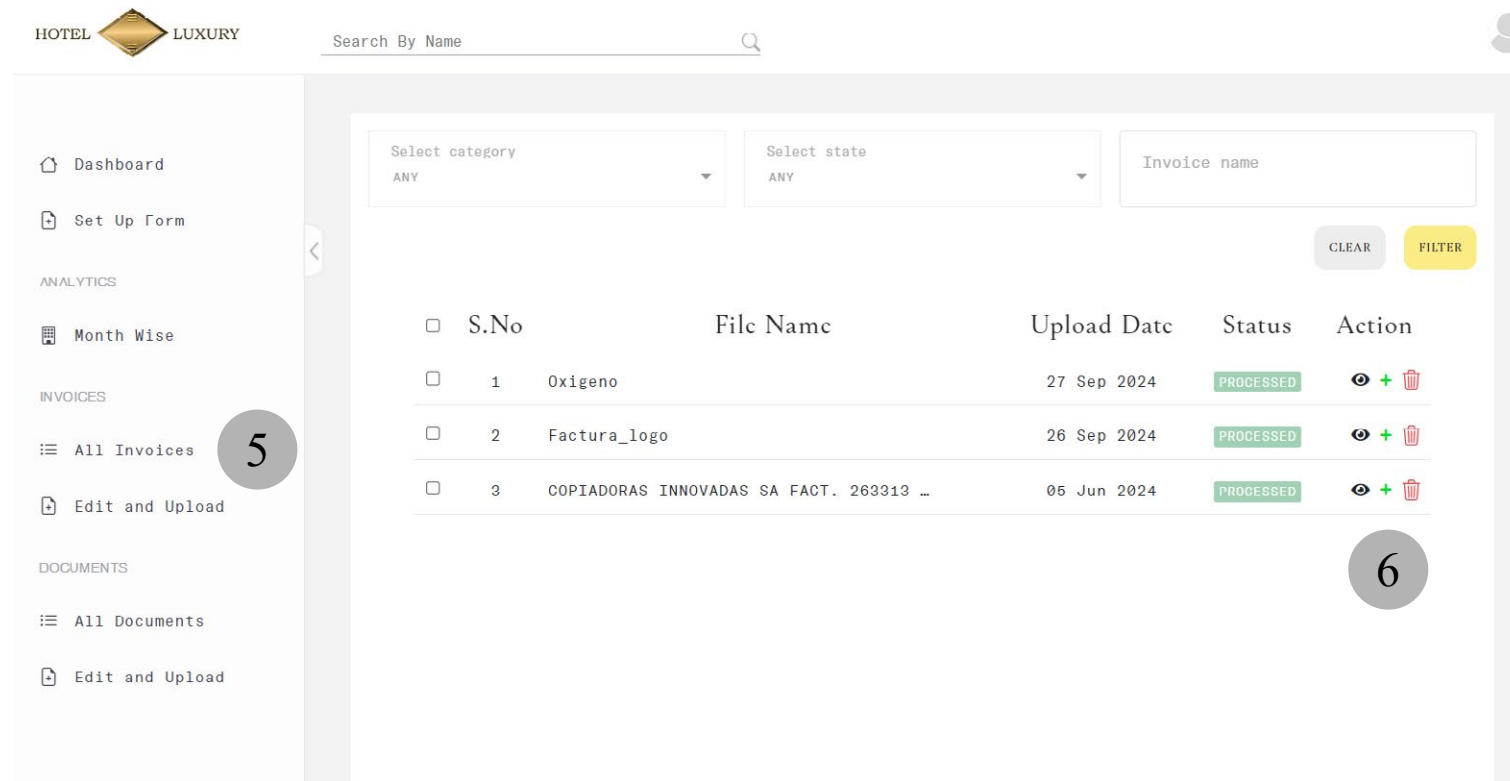 HOTEL LUXURY
Search By Name
Select category
ANY
Select state
ANY
Invoice name
CLEAR
FILTER
Dashboard
Set Up Form
ANALYTICS
Month Wise
INVOICES
All Invoices
5
Edit and Upload
DOCUMENTS
All Documents
Edit and Upload
S.No File Name Upload Date Status Action
1 Oxigeno 27 Sep 2024 PROCESSED
2 Factura_logo 26 Sep 2024 PROCESSED
3 COPIADORAS INNOVADAS SA FACT. 263313 … 05 Jun 2024 PROCESSED
6